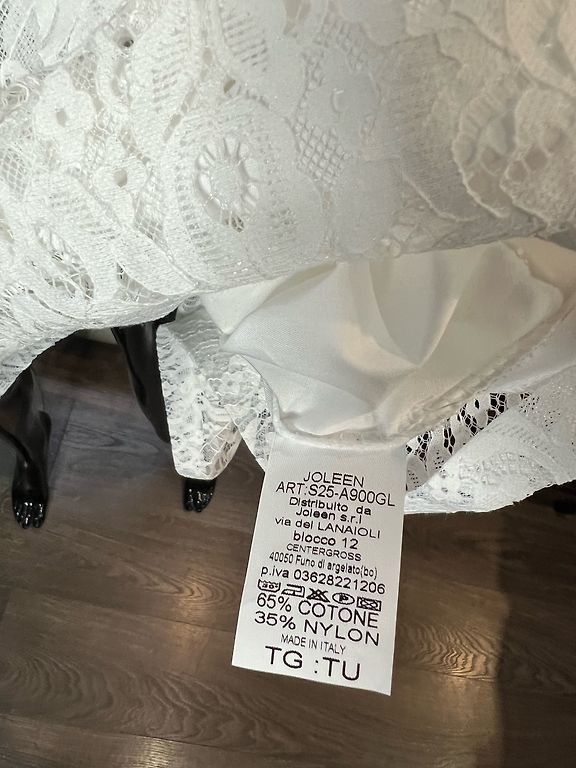 JOLEEN
ART:S25-A900GL
Distribuito da
Joleen s.r.l
via del LANAIOLI
blocco 12
CENTERGROSS
40050 Funo di argelato(bo)
p.iva 03628221206
65% COTONE
35% NYLON
MADE IN ITALY
TG :TU